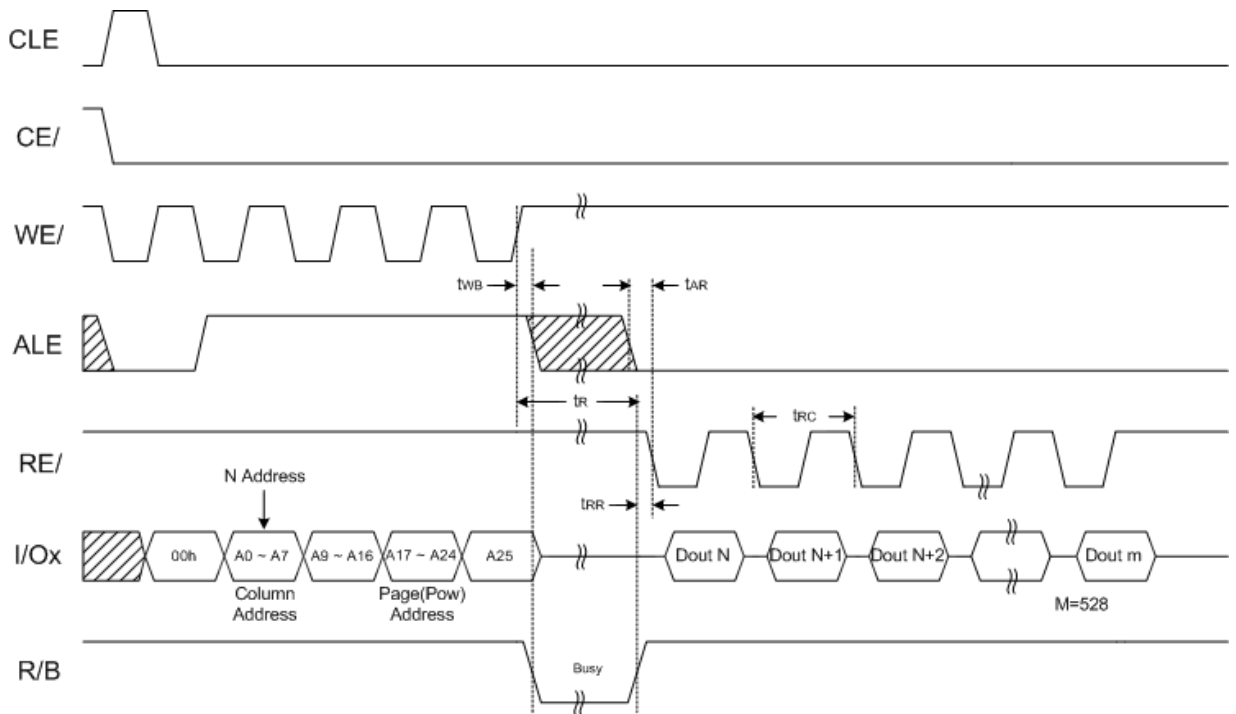 CLE
CE/
WE/
tWB
tAR
ALE
tR
tRC
RE/
N Address
tRR
I/Ox
00h
A0 ~ A7
A9 ~ A16
A17 ~ A24
A25
Dout N
Dout N+1
Dout N+2
Dout m
Column
Address
Page(Pow)
Address
M=528
R/B
Busy